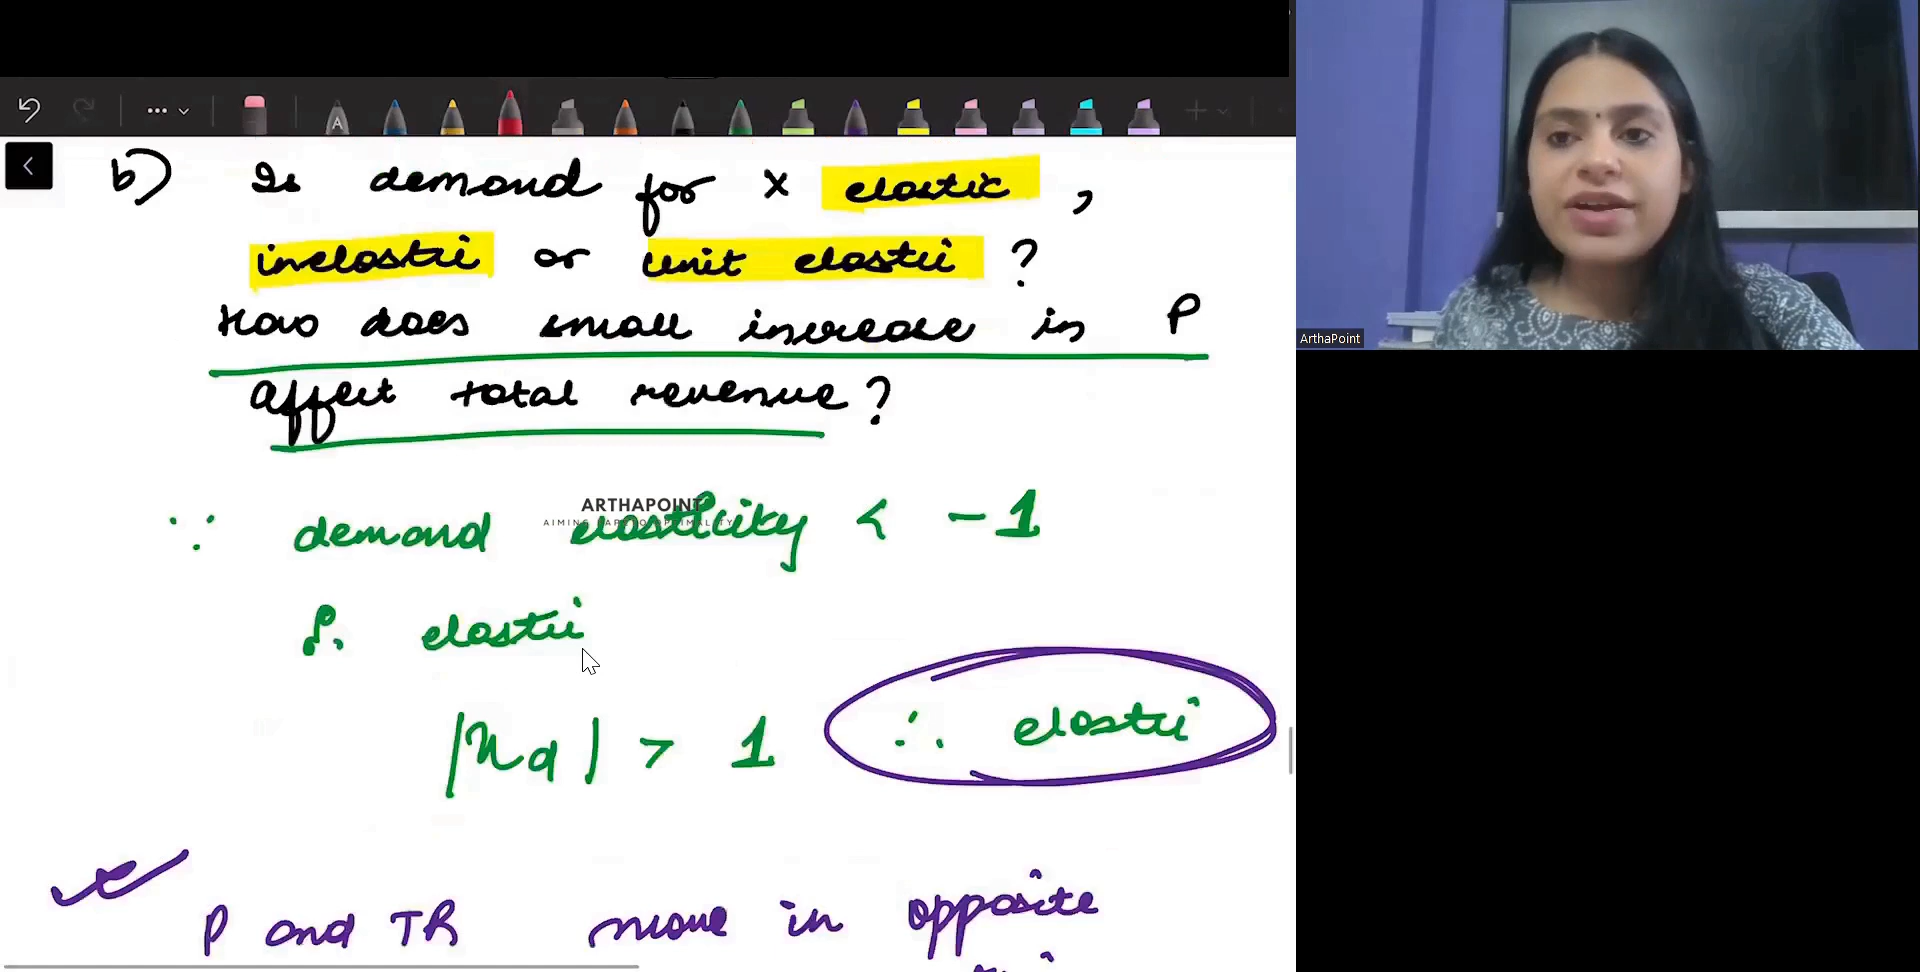 A
b) Is demand for x elastic,
inelastic or unit elastic?
How does small increase in P
affect total revenue?
ARTHAPOINT
∵ demand elasticity < -1
elastic
|ηd| > 1 ∴ elastic
P and TR move in opposite
ArthaPoint